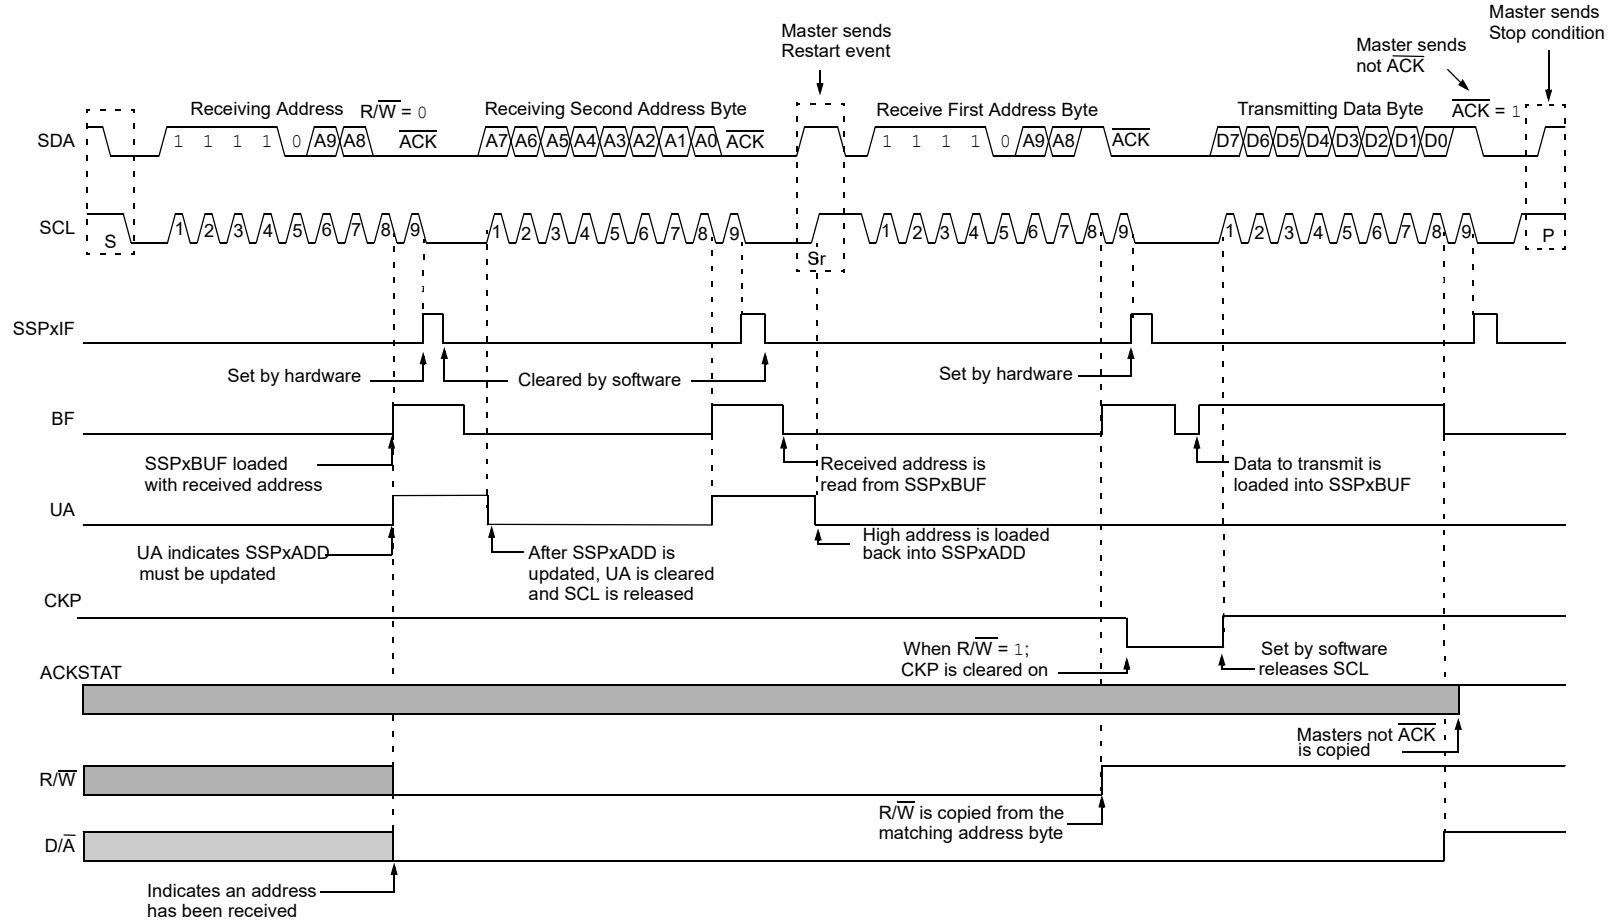 Master sends
Stop condition
Master sends
Restart event
Master sends
not ACK
Receiving Address R/W = 0
Receiving Second Address Byte
Receive First Address Byte
Transmitting Data Byte
ACK = 1
SDA
1 1 1 1 0 A9 A8 ACK
A7 A6 A5 A4 A3 A2 A1 A0 ACK
1 1 1 1 0 A9 A8 ACK
D7 D6 D5 D4 D3 D2 D1 D0
SCL
S
1 2 3 4 5 6 7 8 9
1 2 3 4 5 6 7 8 9
Sr
1 2 3 4 5 6 7 8 9
1 2 3 4 5 6 7 8 9
P
SSPxIF
Set by hardware
Cleared by software
Set by hardware
BF
SSPxBUF loaded
with received address
Received address is
read from SSPxBUF
Data to transmit is
loaded into SSPxBUF
UA
UA indicates SSPxADD
must be updated
After SSPxADD is
updated, UA is cleared
and SCL is released
High address is loaded
back into SSPxADD
CKP
When R/W = 1;
CKP is cleared on
Set by software
releases SCL
ACKSTAT
Masters not ACK
is copied
R/W
R/W is copied from the
matching address byte
D/A
Indicates an address
has been received